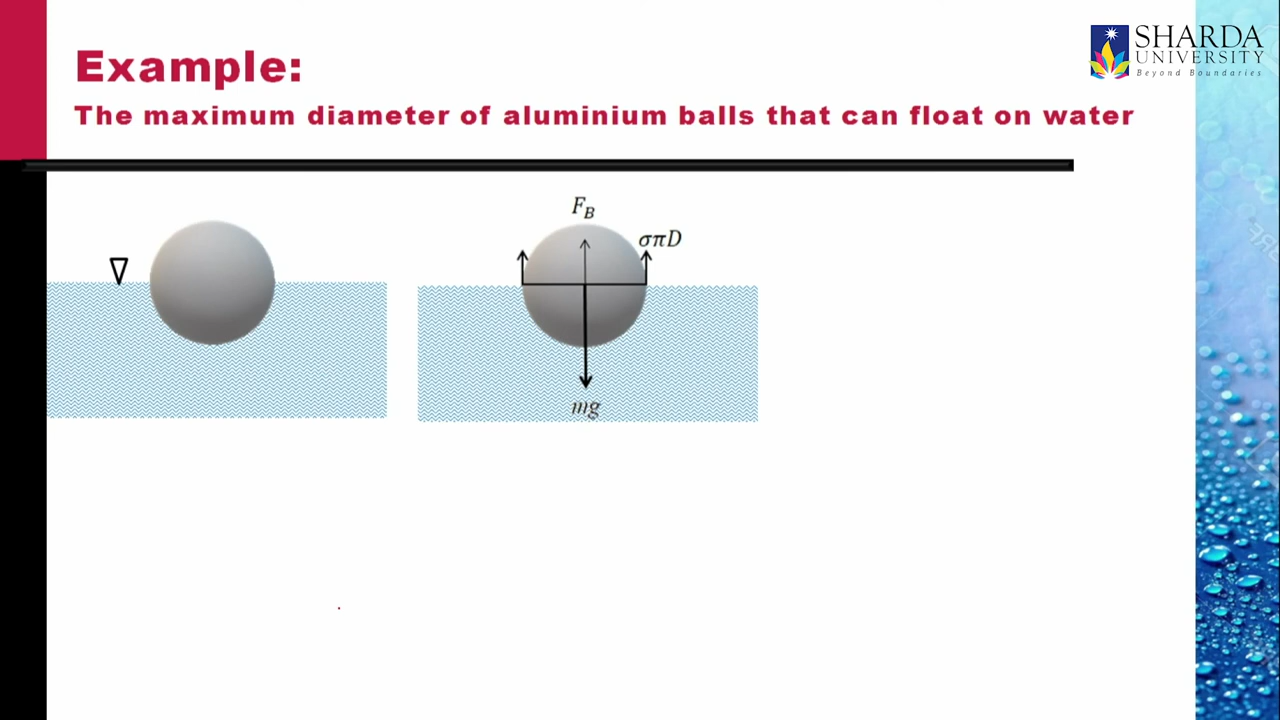 SHARDA
UNIVERSITY
Beyond Boundaries
Example:
The maximum diameter of aluminium balls that can float on water
F_B
σπD
mg